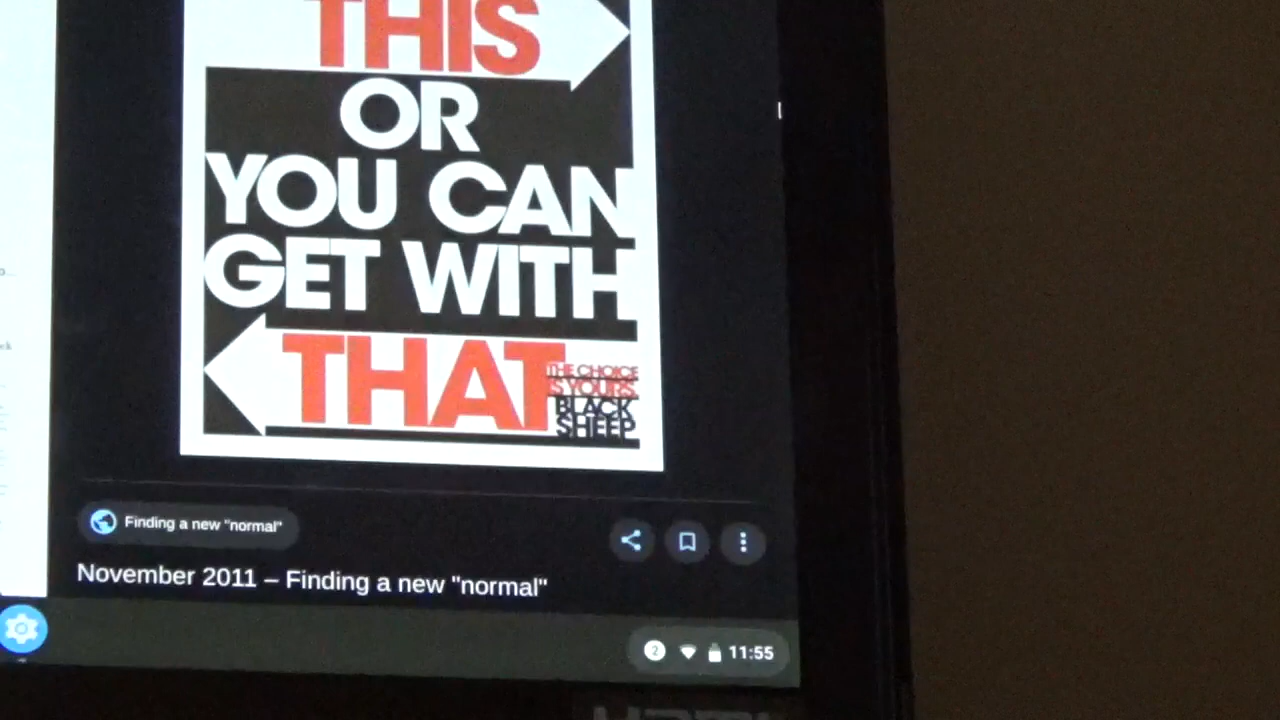 THIS
OR
YOU CAN
GET WITH
THAT
THE CHOICE
IS YOURS.
BLACK
SHEEP
Finding a new "normal"
November 2011 – Finding a new "normal"
2
11:55